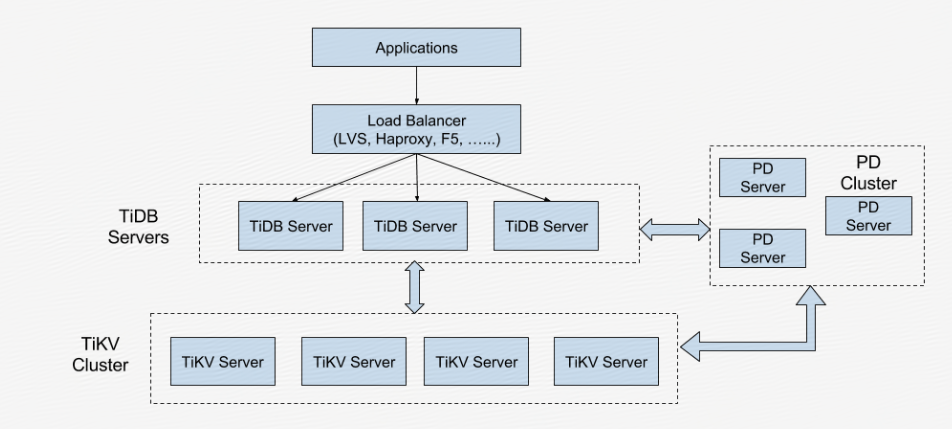 Applications
Load Balancer
(LVS, Haproxy, F5, …...)
TiDB
Servers
TiDB Server
TiDB Server
TiDB Server
PD
Cluster
PD
Server
PD
Server
PD
Server
TiKV
Cluster
TiKV Server
TiKV Server
TiKV Server
TiKV Server